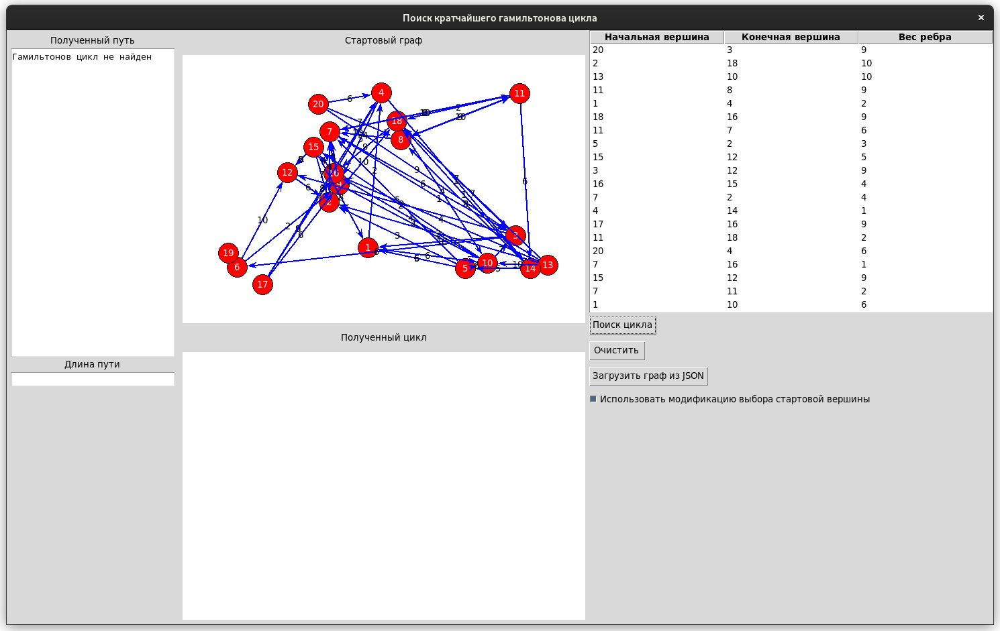 Поиск кратчайшего гамильтонова цикла
Полученный путь
Гамильтонов цикл не найден
Длина пути
Стартовый граф
20
4
11
18
7
8
15
12
1
19
6
17
5
10
14
13
3
Полученный цикл
Начальная вершина Конечная вершина Вес ребра
20 3 9
2 18 10
13 10 10
11 8 9
1 4 2
18 16 9
11 7 6
5 2 3
15 12 5
3 12 9
16 15 4
7 2 4
4 14 1
17 16 9
11 18 2
20 4 6
7 16 1
15 12 9
7 11 2
1 10 6
Поиск цикла
Очистить
Загрузить граф из JSON
Использовать модификацию выбора стартовой вершины